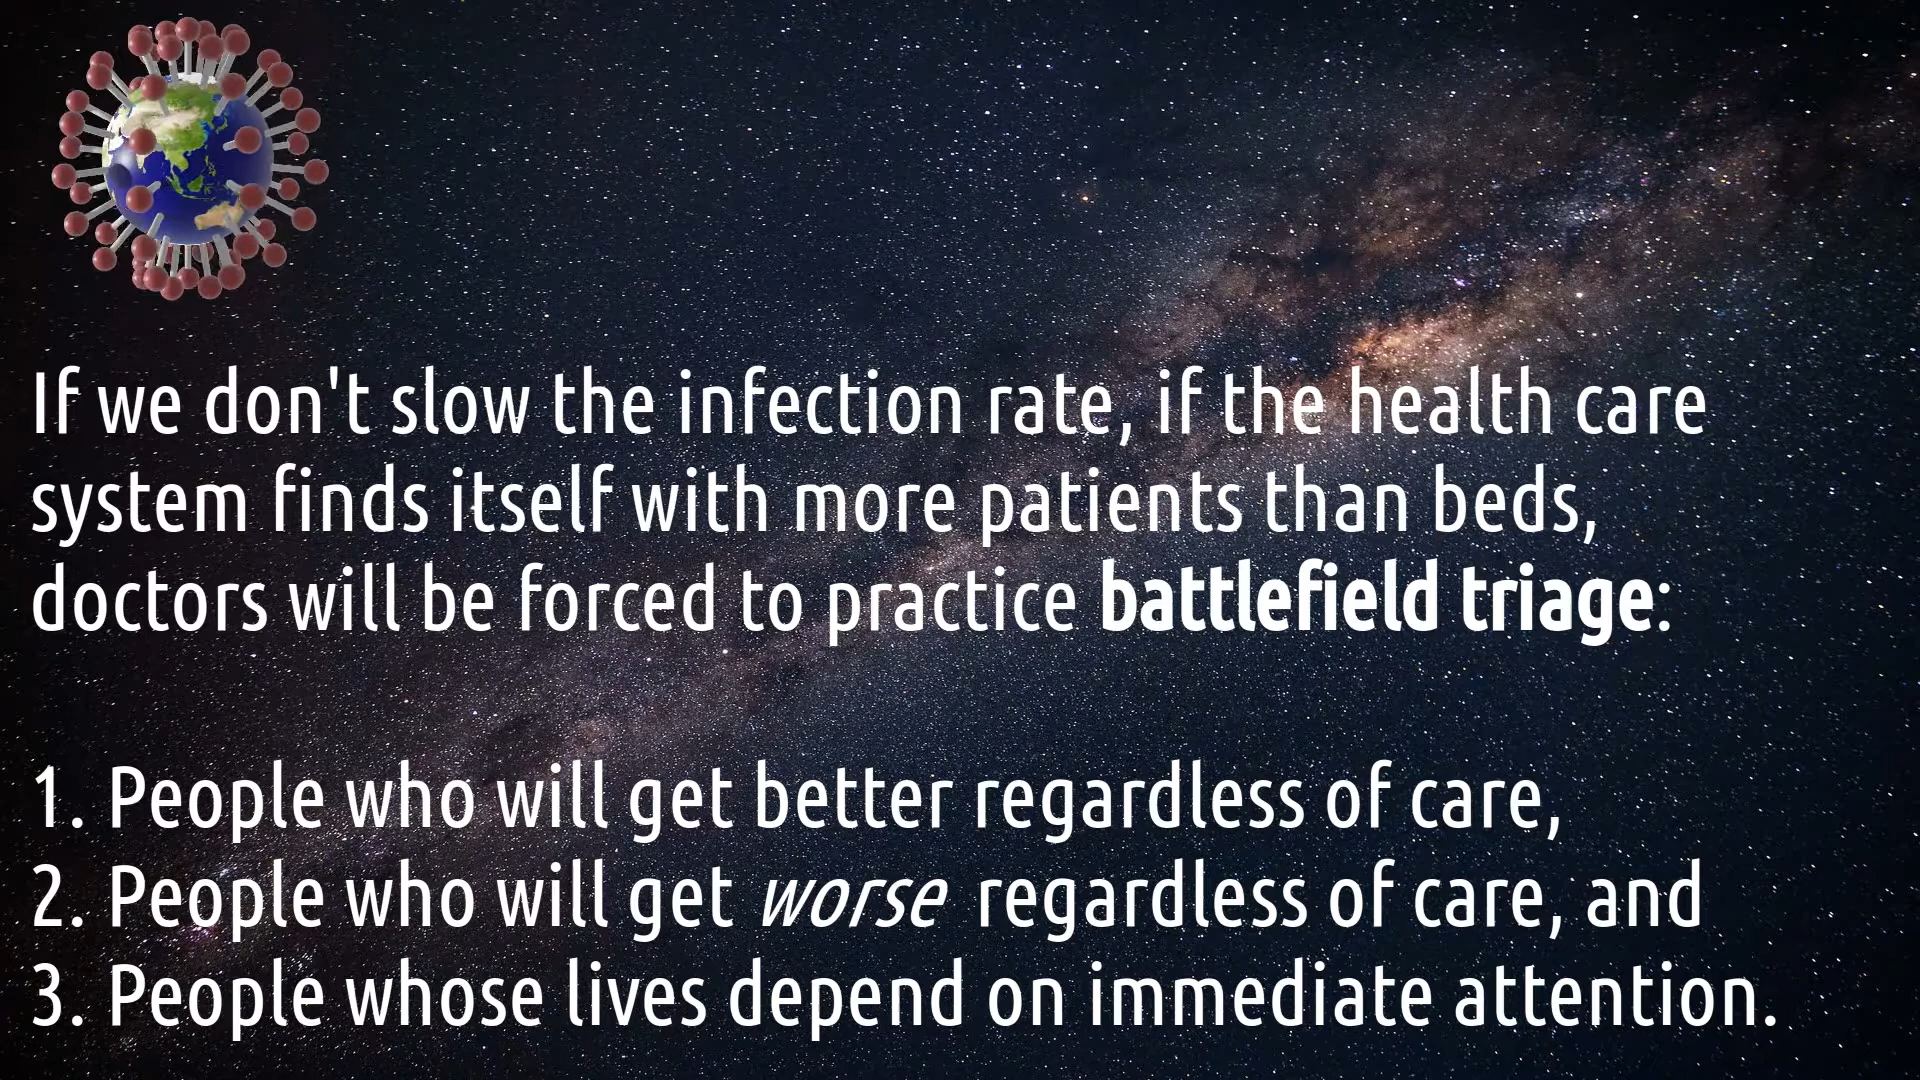 If we don't slow the infection rate, if the health care
system finds itself with more patients than beds,
doctors will be forced to practice battlefield triage:
1. People who will get better regardless of care,
2. People who will get worse regardless of care, and
3. People whose lives depend on immediate attention.